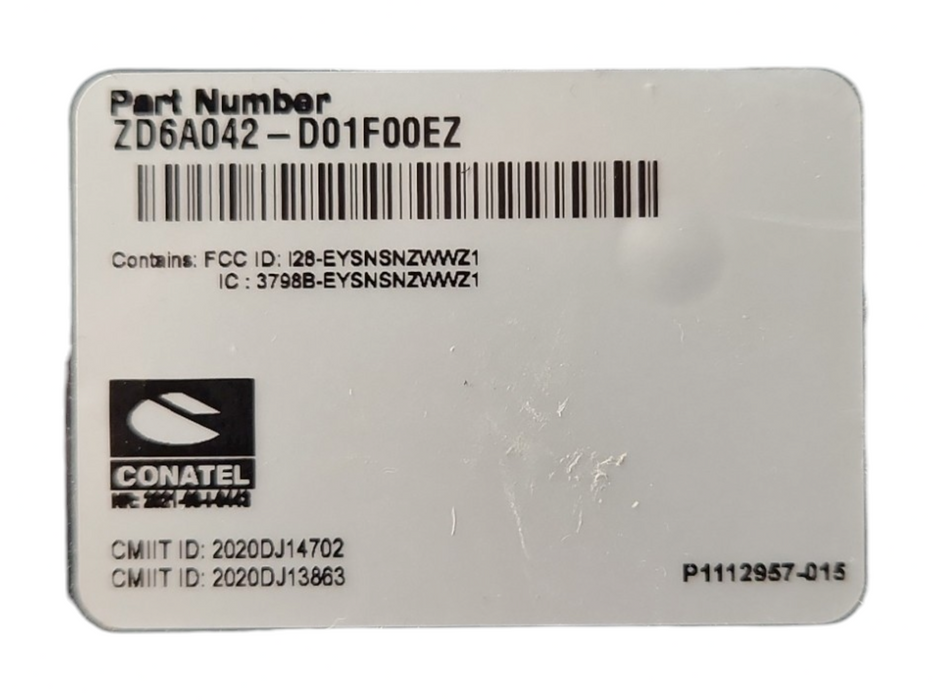 Part Number
ZD6A042-D01F00EZ
Contains: FCC ID: I28-EYSNSNZWWZ1
IC : 3798B-EYSNSNZWWZ1
CONATEL
CMIIT ID: 2020DJ14702
CMIIT ID: 2020DJ13863
P1112957-015